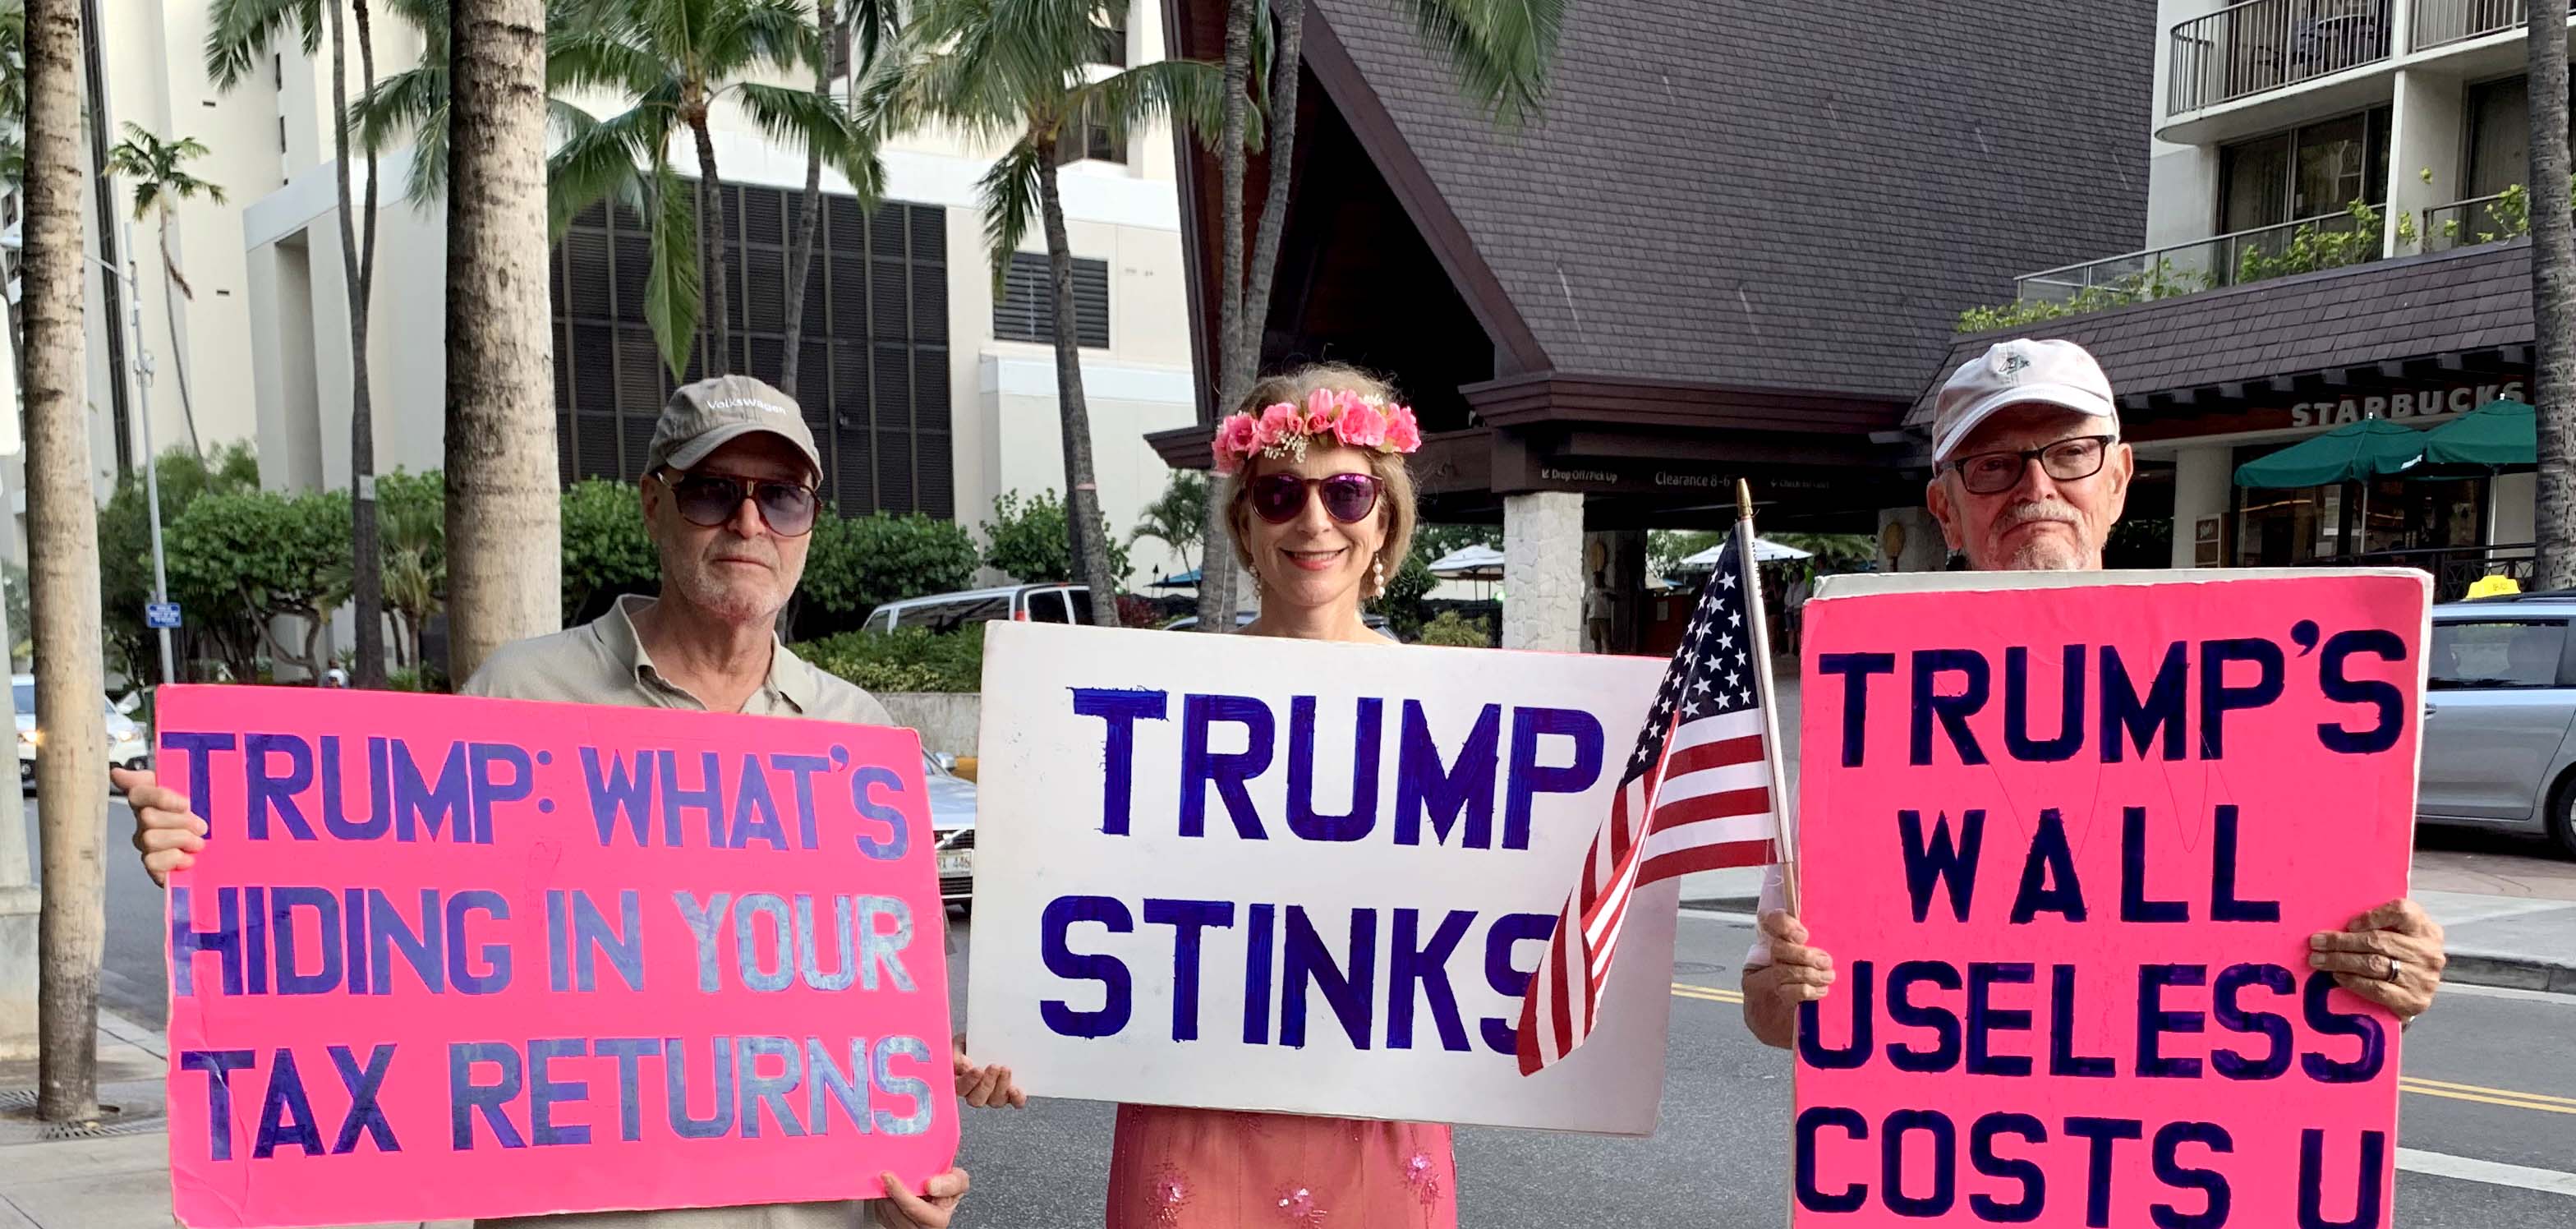 Volkswagen
TRUMP: WHAT'S
HIDING IN YOUR
TAX RETURNS
TRUMP
STINKS
TRUMP'S
WALL
USELESS
COSTS U
STARBUCKS
Drop Off/Pick Up
Clearance 8-6